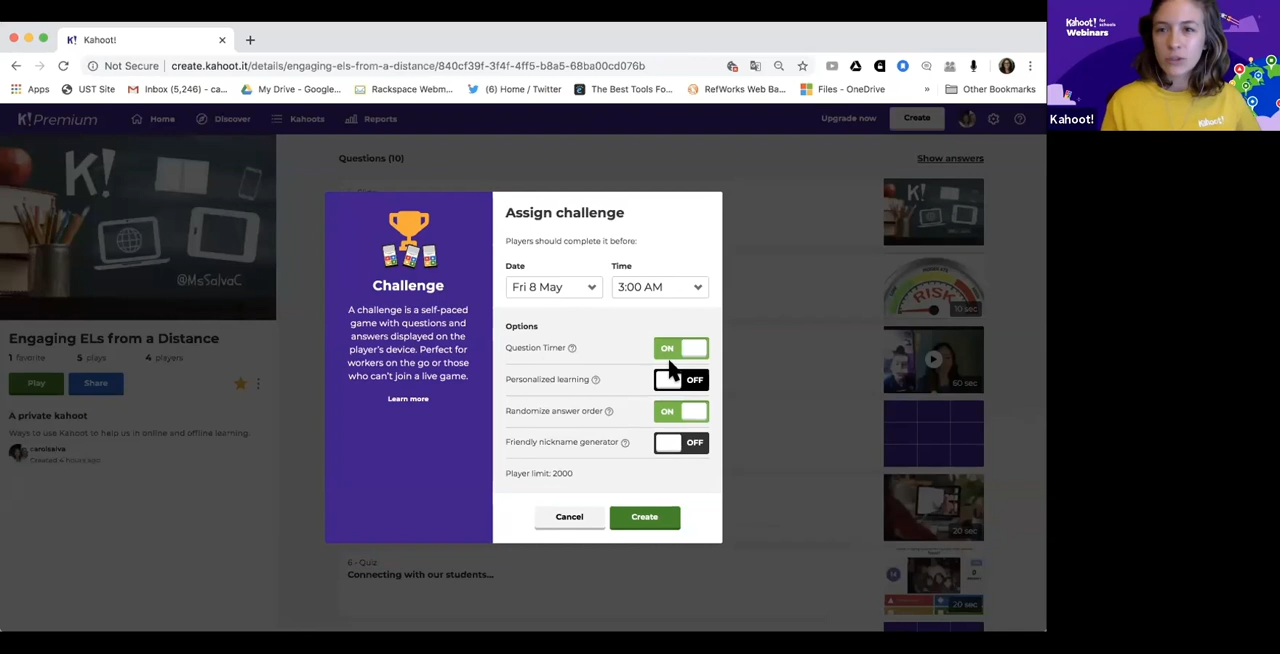 Kahoot!
Not Secure
create.kahoot.it/details/engaging-els-from-a-distance/840cf39f-3f4f-4ff5-b8a5-68ba00cd076b
Apps
UST Site
Inbox (5,246) - ca...
My Drive - Google...
Rackspace Webm...
(6) Home / Twitter
The Best Tools Fo...
RefWorks Web Ba...
Files - OneDrive
»
Other Bookmarks
Kahoot! for schools
Webinars
Kahoot!
Kahoot!
K! Premium
Home
Discover
Kahoots
Reports
Upgrade now
Create
K!
@MsSalvaC
Engaging ELs from a Distance
1 favorite
5 plays
4 players
Play
Share
A private kahoot
Ways to use Kahoot to help us in online and offline learning.
carolsalva
Created 4 hours ago
Questions (10)
Show answers
Challenge
A challenge is a self-paced
game with questions and
answers displayed on the
player's device. Perfect for
workers on the go or those
who can't join a live game.
Learn more
Assign challenge
Players should complete it before:
Date
Time
Fri 8 May
3:00 AM
Options
Question Timer
ON
Personalized learning
OFF
Randomize answer order
ON
Friendly nickname generator
OFF
Player limit: 2000
Cancel
Create
6 - Quiz
Connecting with our students...
RISK
10 sec
60 sec
20 sec
20 sec